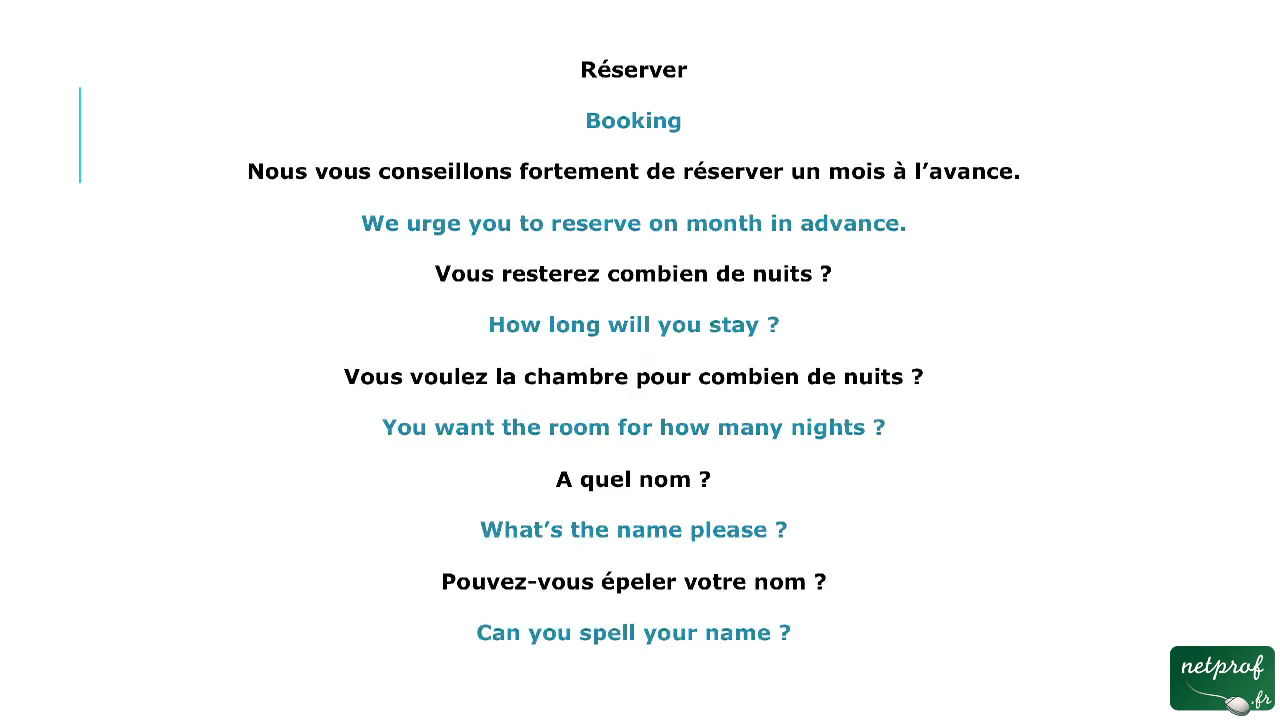 Réserver
Booking
Nous vous conseillons fortement de réserver un mois à l’avance.
We urge you to reserve on month in advance.
Vous resterez combien de nuits ?
How long will you stay ?
Vous voulez la chambre pour combien de nuits ?
You want the room for how many nights ?
A quel nom ?
What’s the name please ?
Pouvez-vous épeler votre nom ?
Can you spell your name ?
netprof
.fr